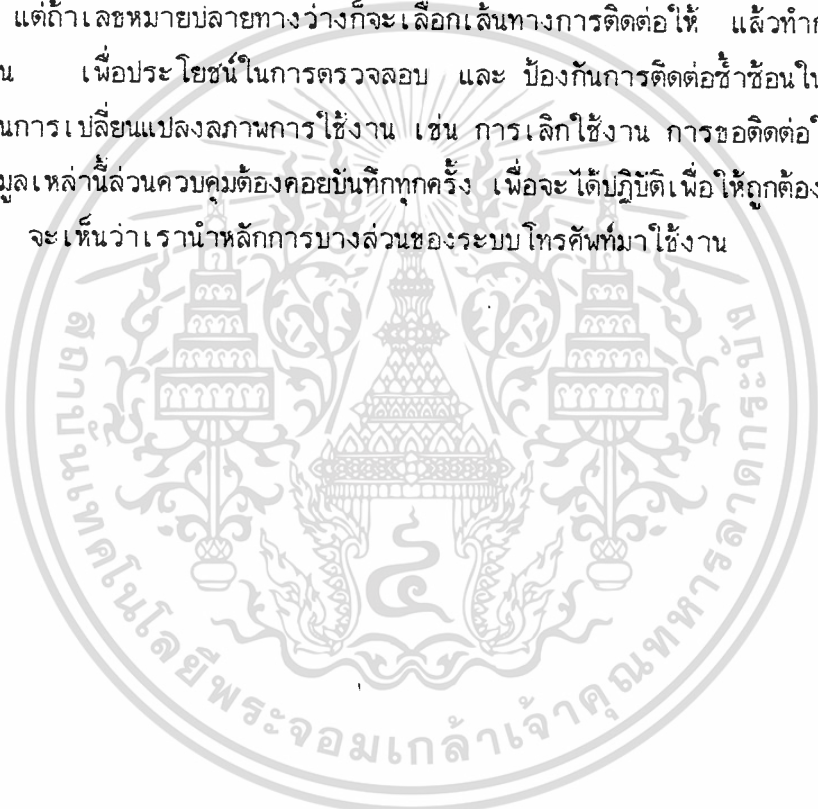 แต่ถ้าเลขหมายปลายทางว่างก็จะเลือกเส้นทางการติดต่อให้ แล้วทำก
น เพื่อประโยชน์ในการตรวจสอบ และ ป้องกันการติดต่อซ้ำซ้อนใน
นการเปลี่ยนแปลงสภาพการใช้งาน เช่น การเลิกใช้งาน การขอติดต่อใ
มูลเหล่านี้ส่วนควบคุมต้องคอยบันทึกทุกครั้ง เพื่อจะได้ปฏิบัติเพื่อให้ถูกต้อง
จะเห็นว่าเรานำหลักการบางส่วนของระบบโทรศัพท์มาใช้งาน
สถาบันเทคโนโลยีพระจอมเกล้าเจ้าคุณทหารลาดกระบัง
๔